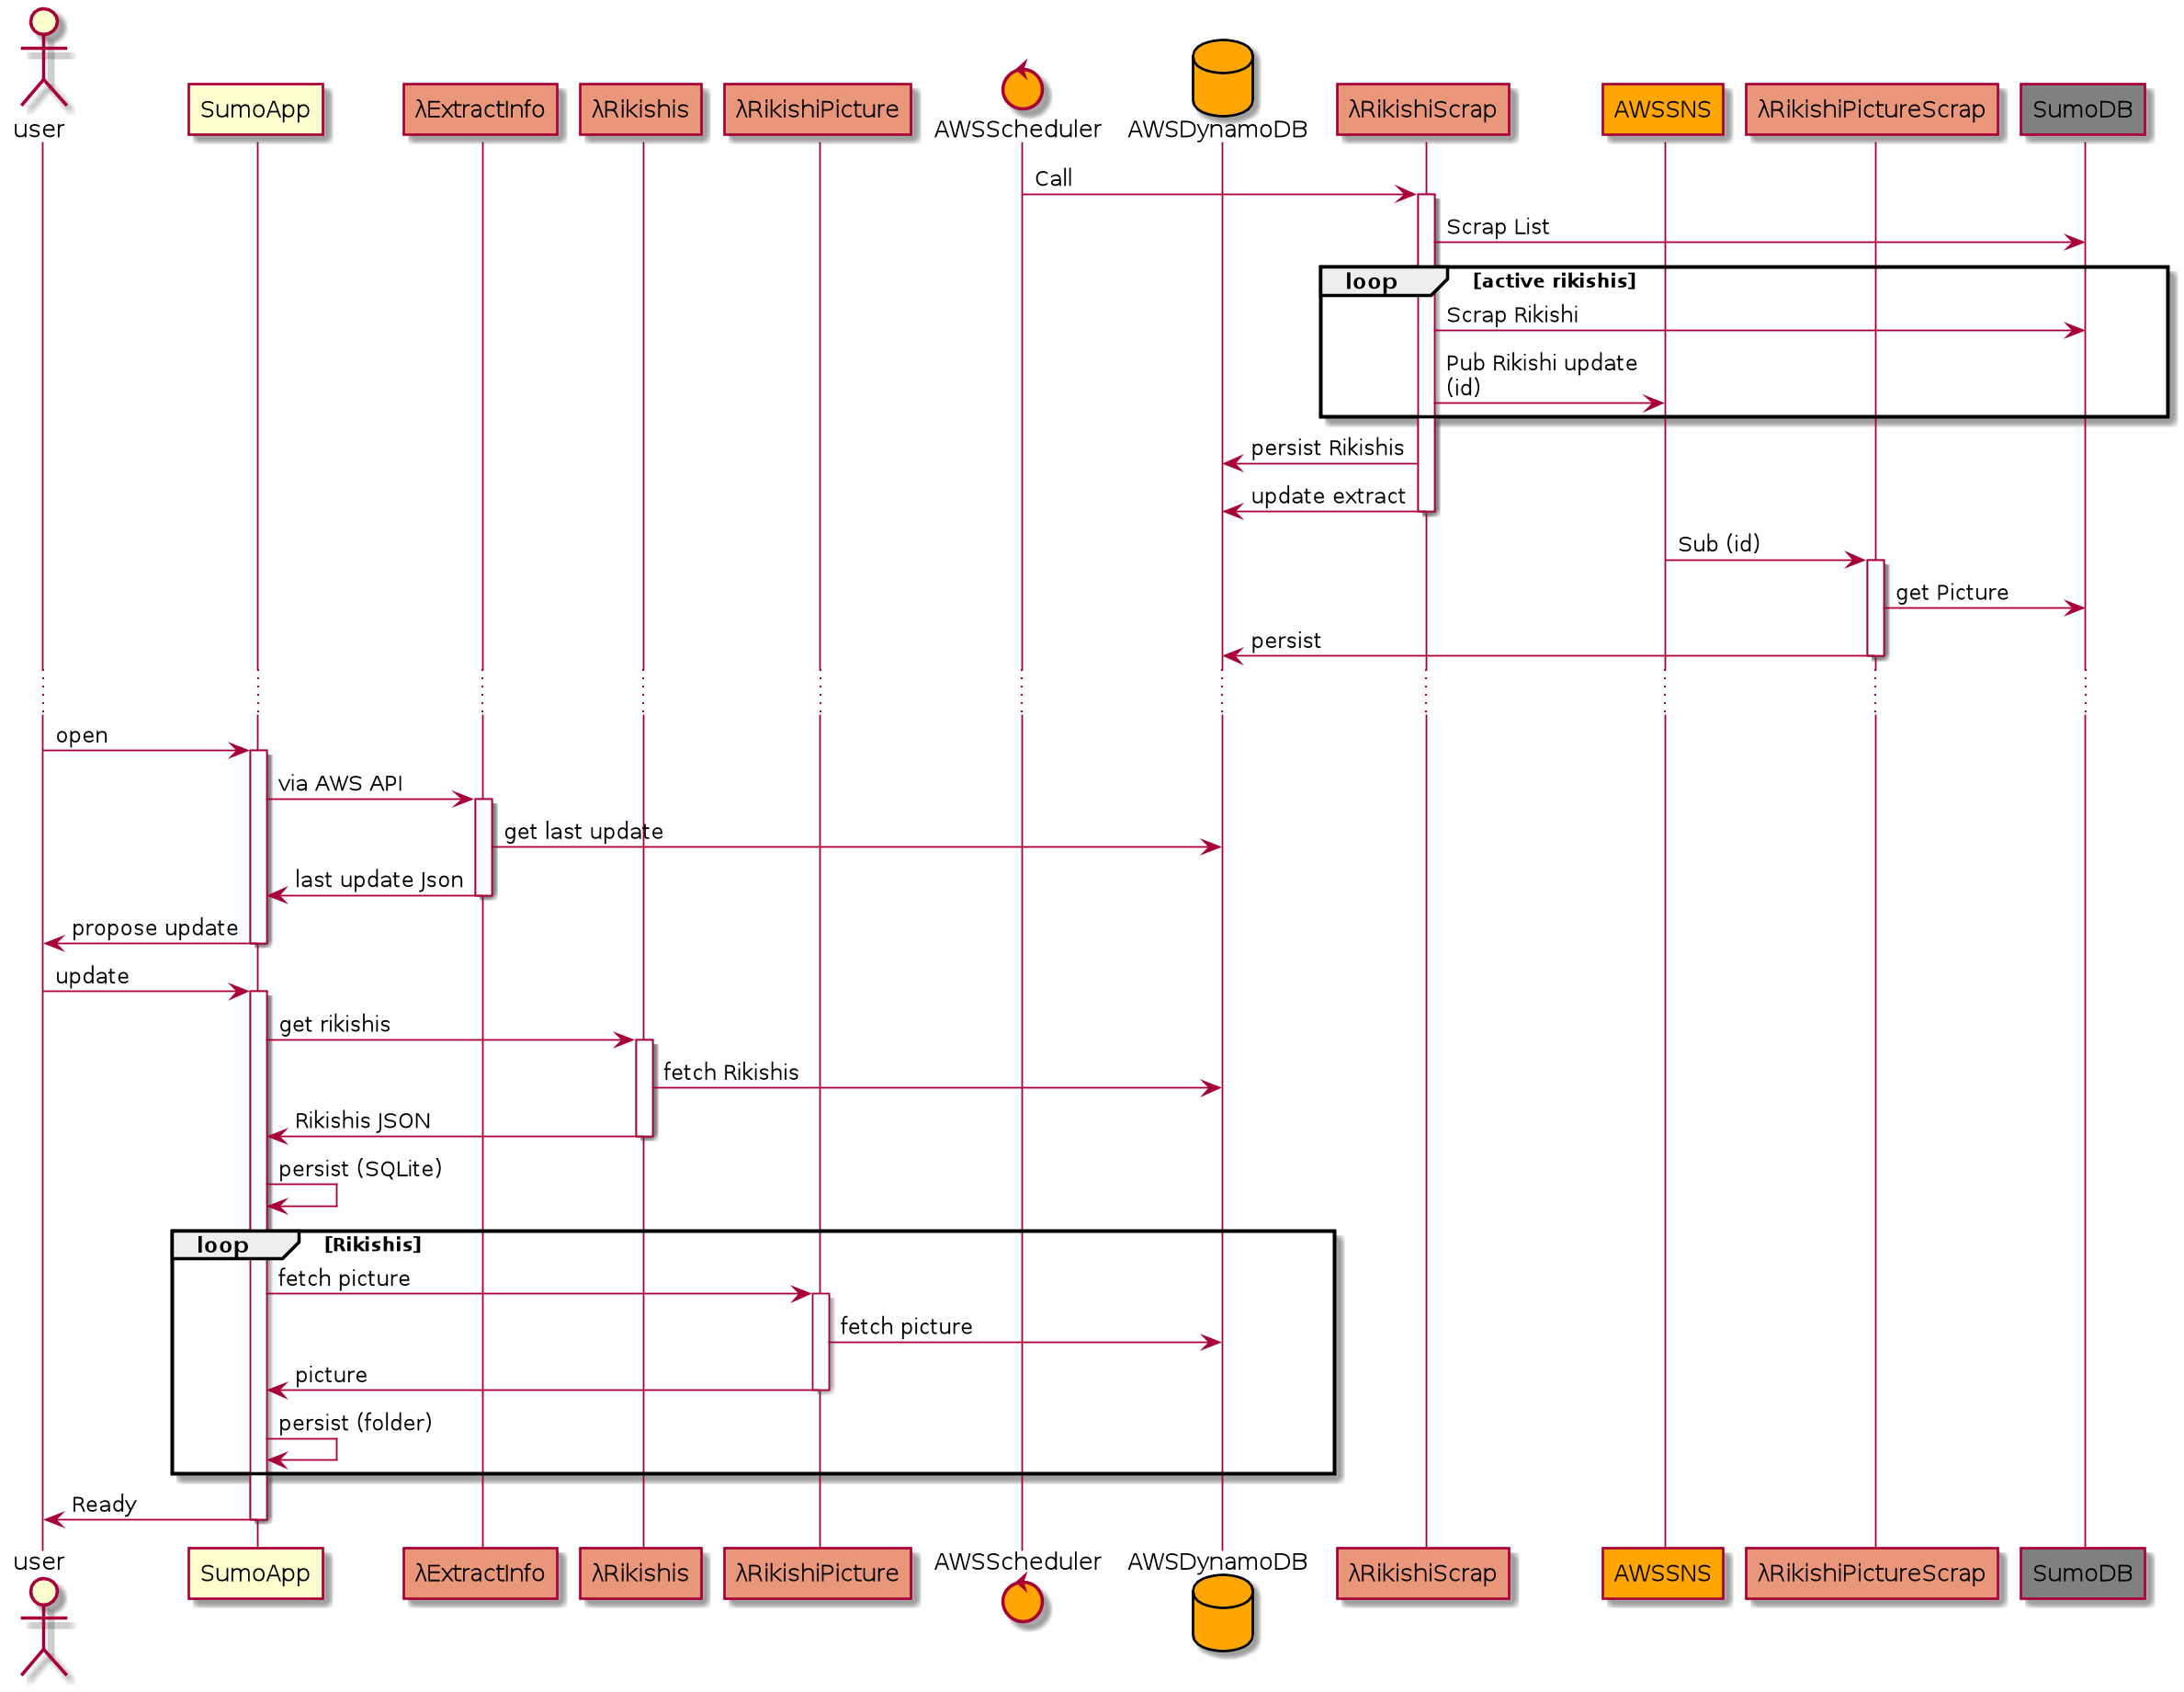 user
SumoApp
λExtractInfo
λRikishis
λRikishiPicture
AWSScheduler
AWSDynamoDB
λRikishiScrap
AWSSNS
λRikishiPictureScrap
SumoDB
Call
Scrap List
loop
[active rikishis]
Scrap Rikishi
Pub Rikishi update
(id)
persist Rikishis
update extract
Sub (id)
get Picture
persist
open
via AWS API
get last update
last update Json
propose update
update
get rikishis
fetch Rikishis
Rikishis JSON
persist (SQLite)
loop
[Rikishis]
fetch picture
fetch picture
picture
persist (folder)
Ready
user
SumoApp
λExtractInfo
λRikishis
λRikishiPicture
AWSScheduler
AWSDynamoDB
λRikishiScrap
AWSSNS
λRikishiPictureScrap
SumoDB